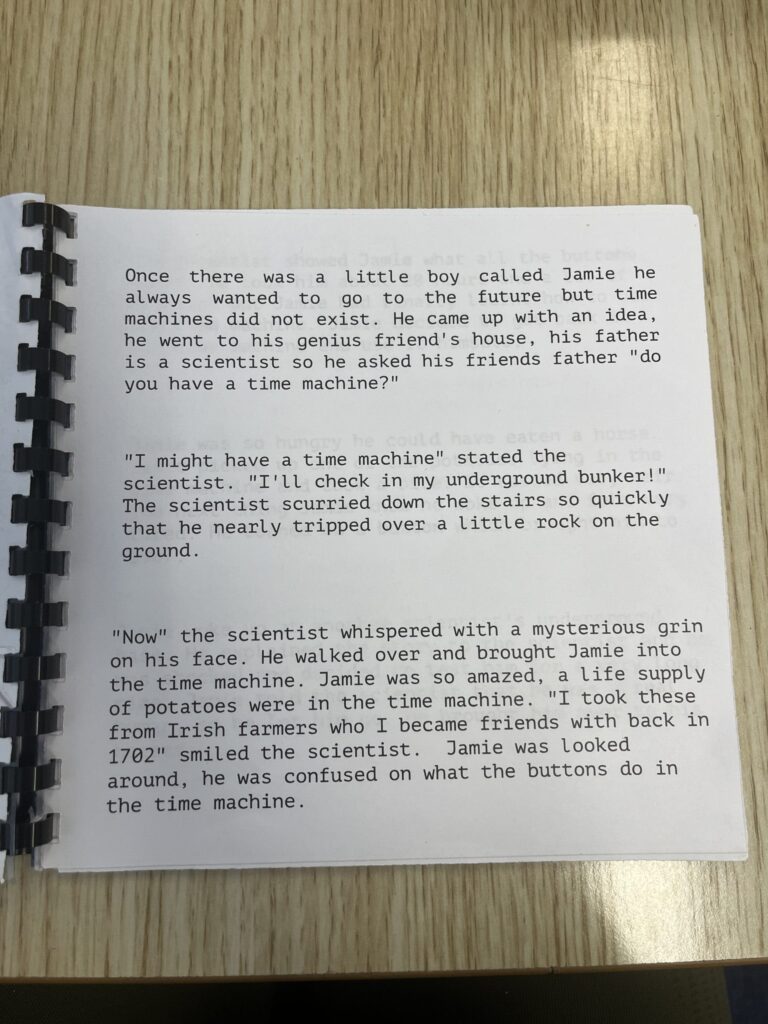 Once there was a little boy called Jamie he
always wanted to go to the future but time
machines did not exist. He came up with an idea,
he went to his genius friend's house, his father
is a scientist so he asked his friends father "do
you have a time machine?"
"I might have a time machine" stated the
scientist. "I'll check in my underground bunker!"
The scientist scurried down the stairs so quickly
that he nearly tripped over a little rock on the
ground.
"Now" the scientist whispered with a mysterious grin
on his face. He walked over and brought Jamie into
the time machine. Jamie was so amazed, a life supply
of potatoes were in the time machine. "I took these
from Irish farmers who I became friends with back in
1702" smiled the scientist.  Jamie was looked
around, he was confused on what the buttons do in
the time machine.